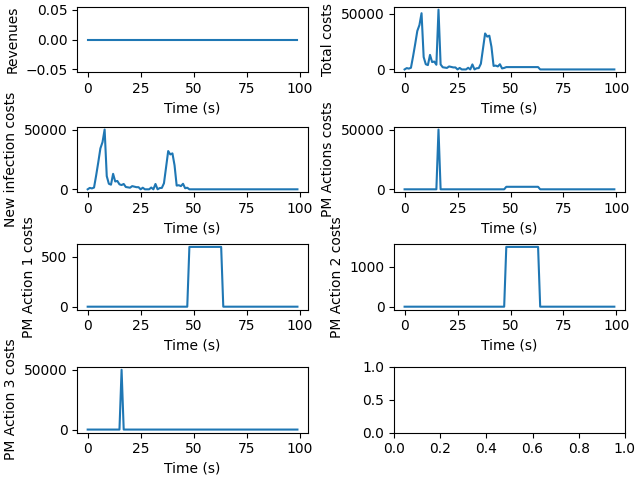 Revenues
0.05
0.00
−0.05
0 25 50 75 100
Time (s)
Total costs
50000
0
0 25 50 75 100
Time (s)
New infection costs
50000
0
0 25 50 75 100
Time (s)
PM Actions costs
50000
0
0 25 50 75 100
Time (s)
PM Action 1 costs
500
0
0 25 50 75 100
Time (s)
PM Action 2 costs
1000
0
0 25 50 75 100
Time (s)
PM Action 3 costs
50000
0
0 25 50 75 100
Time (s)
1.0
0.5
0.0
0.0 0.2 0.4 0.6 0.8 1.0